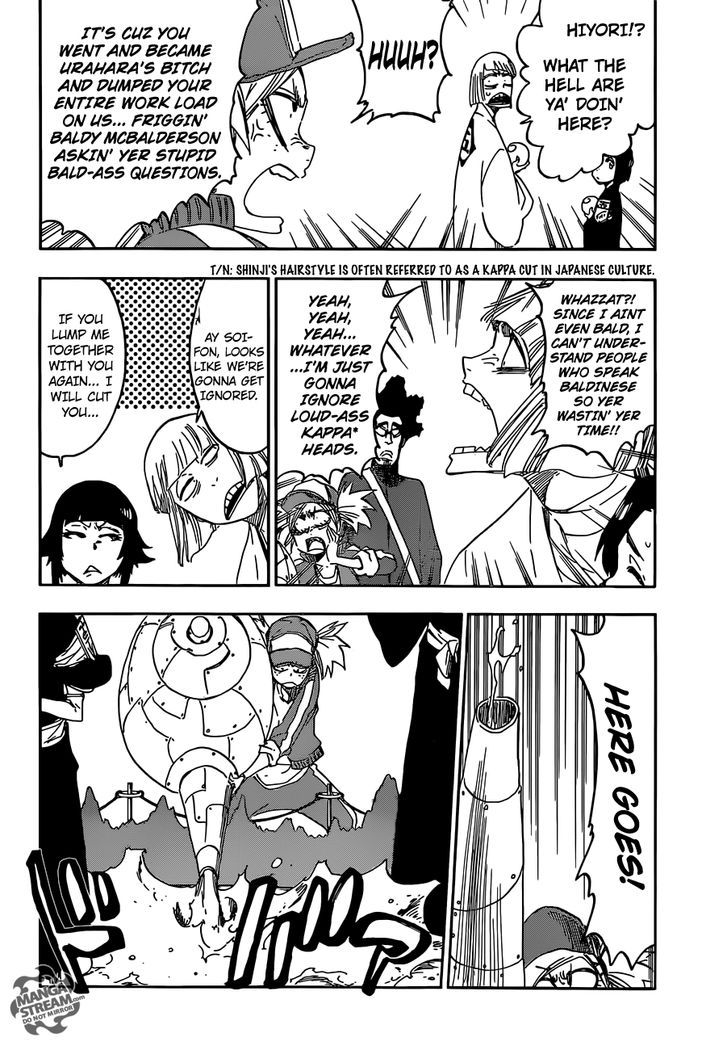 HIYORI!?
WHAT THE
HELL ARE
YA' DOIN'
HERE?
HUUH?
IT'S CUZ YOU
WENT AND BECAME
URAHARA'S BITCH
AND DUMPED YOUR
ENTIRE WORK LOAD
ON US... FRIGGIN'
BALDY MCBALDERSON
ASKIN' YER STUPID
BALD-ASS QUESTIONS.
T/N: SHINJI'S HAIRSTYLE IS OFTEN REFERRED TO AS A KAPPA CUT IN JAPANESE CULTURE.
WHAZZAT?!
SINCE I AINT
EVEN BALD, I
CAN'T UNDER-
STAND PEOPLE
WHO SPEAK
BALDINESE
SO YER
WASTIN' YER
TIME!!
YEAH,
YEAH,
YEAH...
WHATEVER
...I'M JUST
GONNA
IGNORE
LOUD-ASS
KAPPA*
HEADS.
AY SOI-
FON, LOOKS
LIKE WE'RE
GONNA GET
IGNORED.
IF YOU
LUMP ME
TOGETHER
WITH YOU
AGAIN... I
WILL CUT
YOU...
HERE GOES!
MANGA
STREAM.com
DO NOT MIRROR